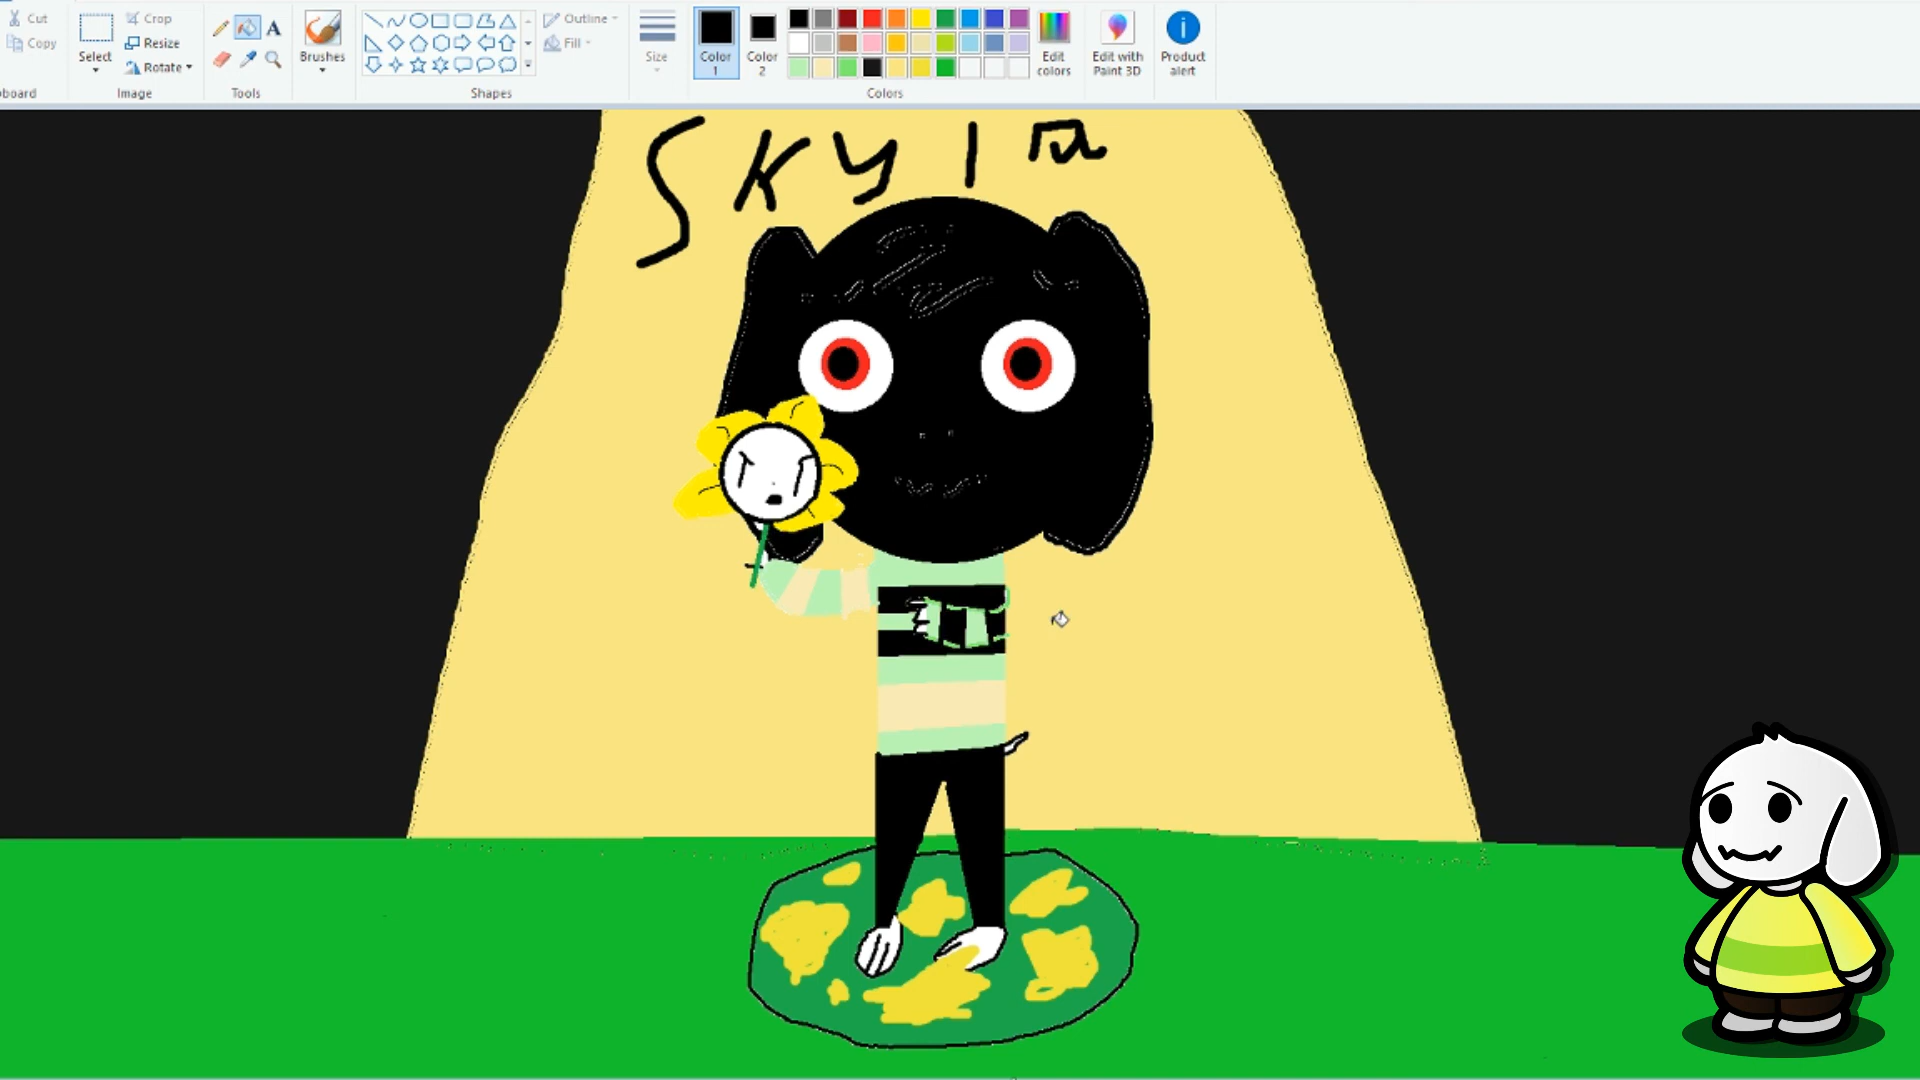 Cut
Copy
pboard
Select
Crop
Resize
Rotate
Image
Tools
Brushes
Shapes
Outline
Fill
Size
Color 1
Color 2
Edit colors
Colors
Edit with Paint 3D
Product alert